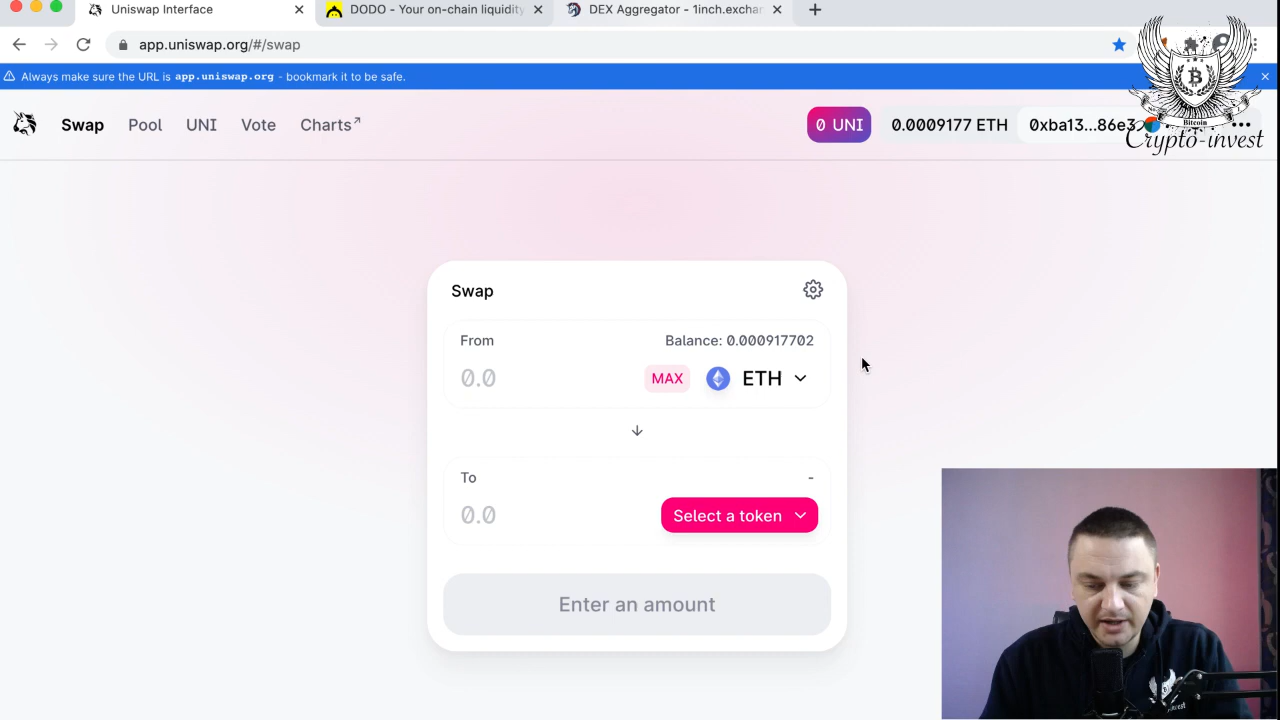 Uniswap Interface
DODO - Your on-chain liquidity
DEX Aggregator - 1inch.exchar
app.uniswap.org/#/swap
Always make sure the URL is app.uniswap.org - bookmark it to be safe.
Swap Pool UNI Vote Charts↗
0 UNI 0.0009177 ETH 0xba13...86e3
Bitcoin
Crypto-invest
Swap
From Balance: 0.000917702
0.0 MAX ETH
To -
0.0 Select a token
Enter an amount